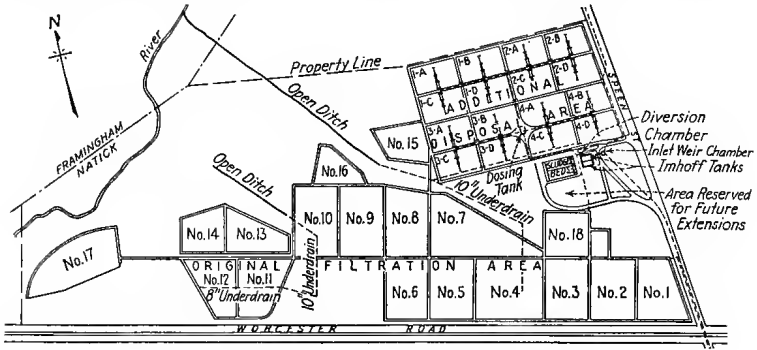 N
River
Property Line
Open Ditch
FRAMINGHAM
NATICK
Open Ditch
1-A
1-B
2-A
2-B
1-C
1-D
2-C
2-D
ADDITIONAL
3-A
3-B
4-A
4-B
DISPOSAL AREA
3-C
3-D
4-C
4-D
SPEEN ST.
Diversion
Chamber
Inlet Weir Chamber
Imhoff Tanks
Area Reserved
for Future
Extensions
SLUDGE
BEDS
Dosing
Tank
10" Underdrain
No.15
No.16
No.10
No.9
No.8
No.7
No.18
No.14
No.13
No.17
ORIGINAL FILTRATION AREA
No.12
No.11
8" Underdrain
10" Underdrain
No.6
No.5
No.4
No.3
No.2
No.1
WORCESTER ROAD